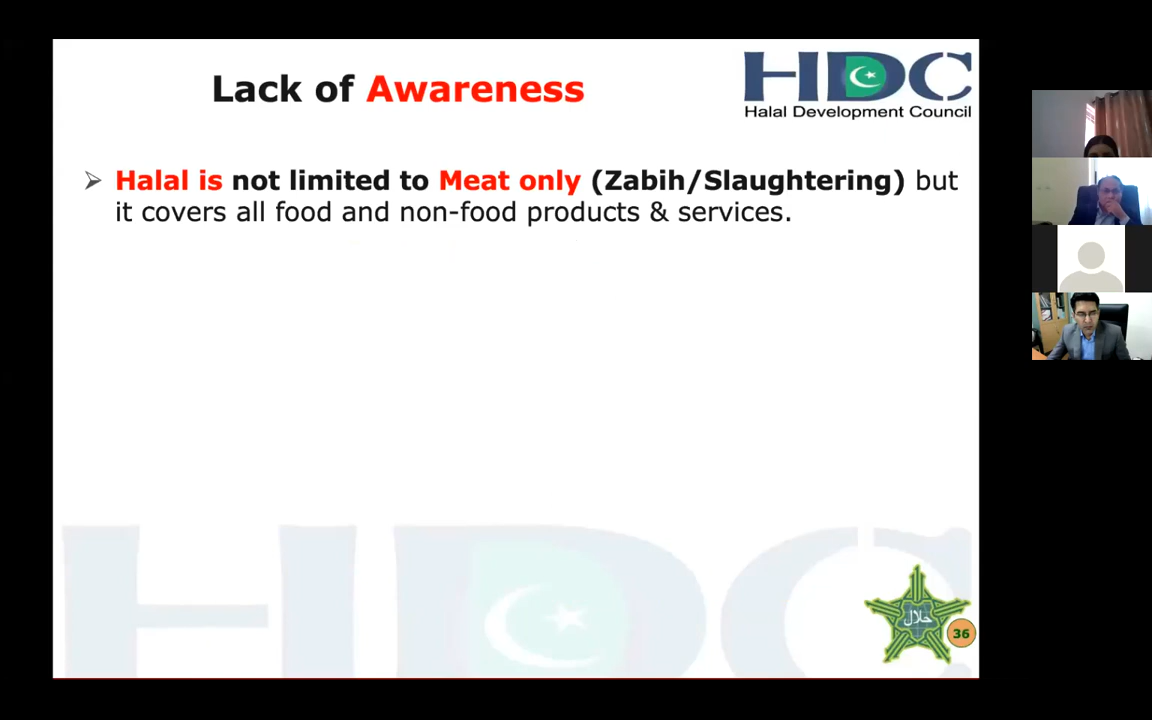 Lack of Awareness
HDC
Halal Development Council
➢ Halal is not limited to Meat only (Zabih/Slaughtering) but
it covers all food and non-food products & services.
HDC
حلال
36